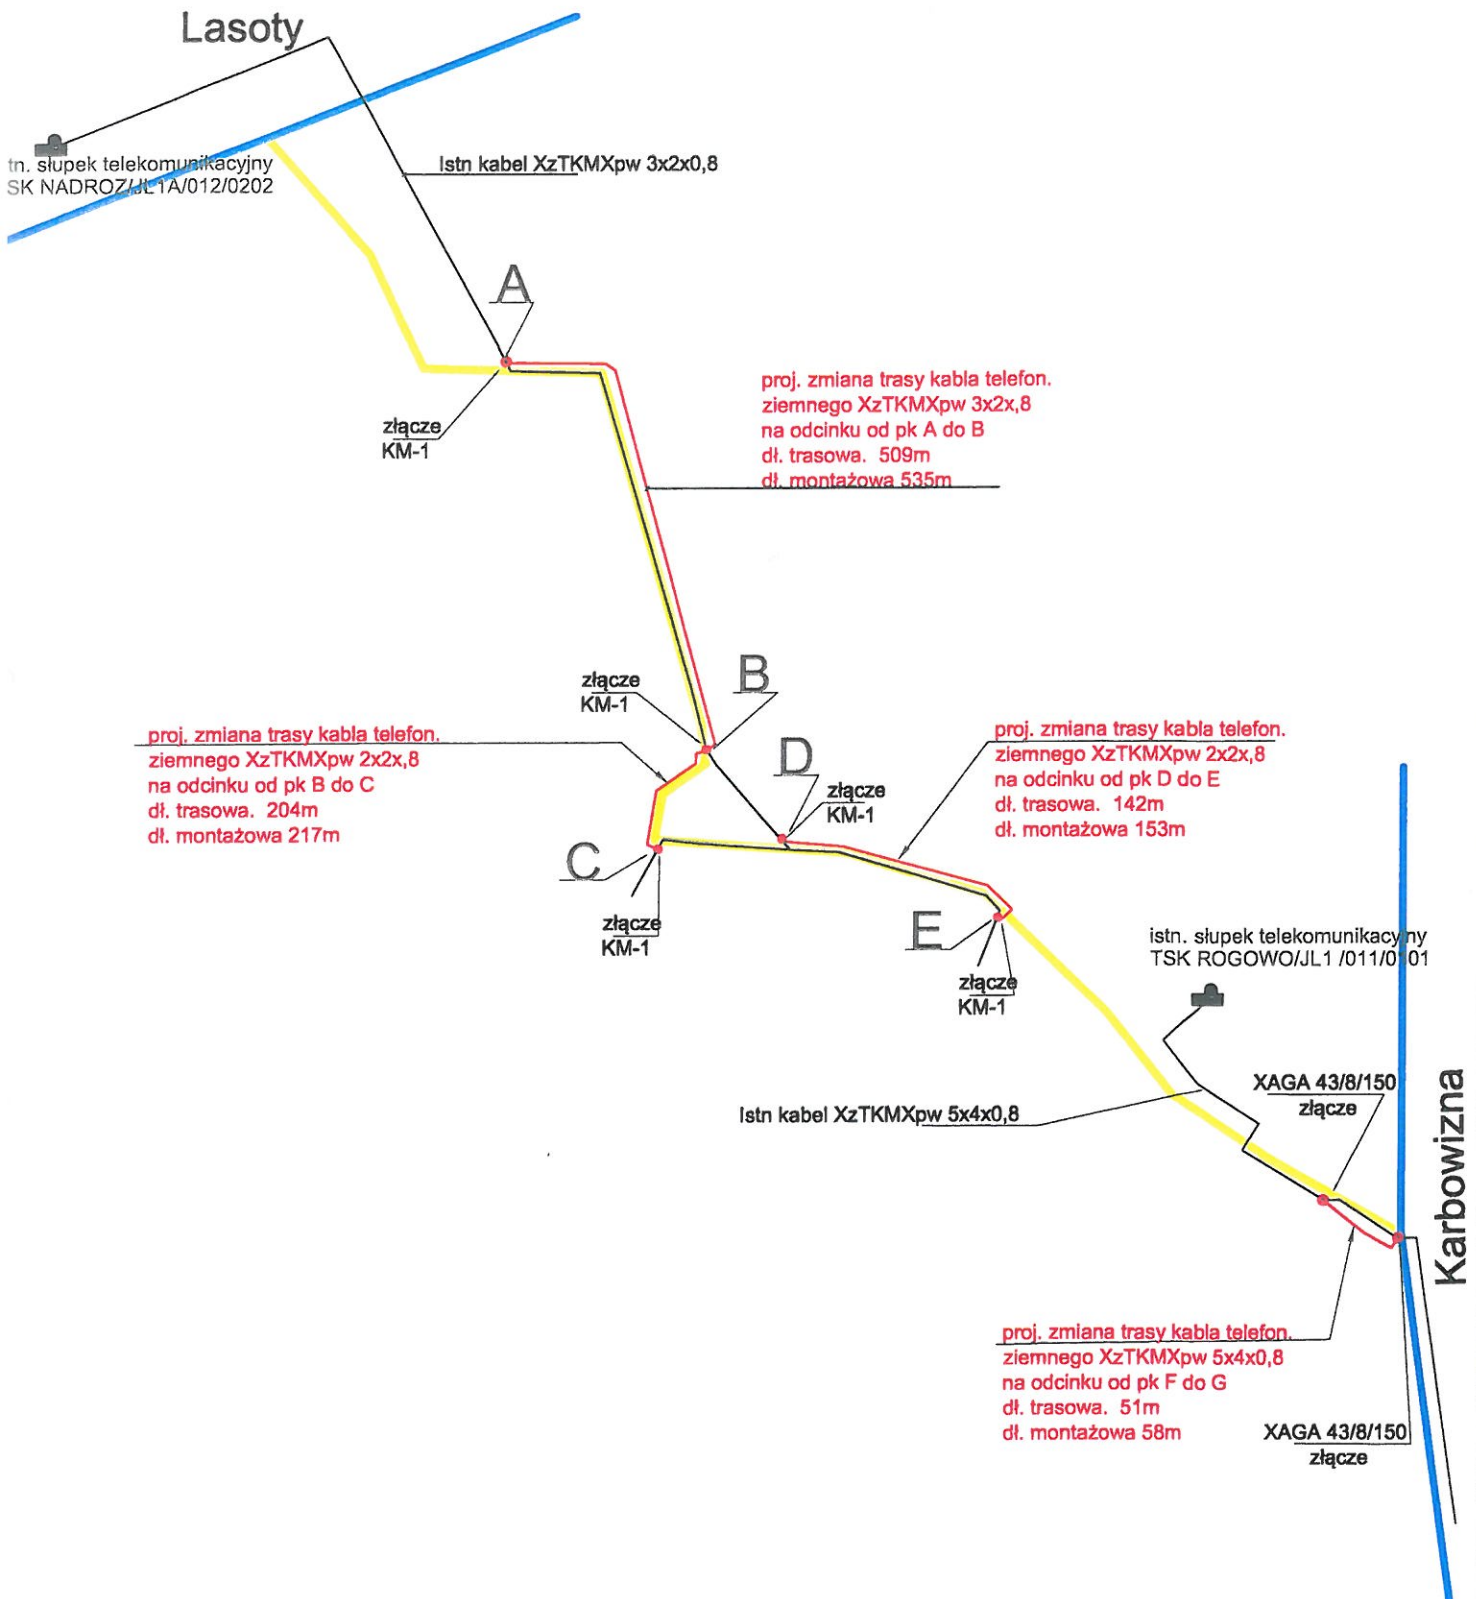 Lasoty
tn. słupek telekomunikacyjny
SK NADROZ/JL1A/012/0202
Istn kabel XzTKMXpw 3x2x0,8
A
złącze
KM-1
proj. zmiana trasy kabla telefon.
ziemnego XzTKMXpw 3x2x,8
na odcinku od pk A do B
dł. trasowa. 509m
dł. montażowa 535m
złącze
KM-1
B
proj. zmiana trasy kabla telefon.
ziemnego XzTKMXpw 2x2x,8
na odcinku od pk B do C
dł. trasowa. 204m
dł. montażowa 217m
D
złącze
KM-1
proj. zmiana trasy kabla telefon.
ziemnego XzTKMXpw 2x2x,8
na odcinku od pk D do E
dł. trasowa. 142m
dł. montażowa 153m
C
złącze
KM-1
E
złącze
KM-1
istn. słupek telekomunikacyjny
TSK ROGOWO/JL1 /011/0101
XAGA 43/8/150
złącze
Istn kabel XzTKMXpw 5x4x0,8
Karbowizna
proj. zmiana trasy kabla telefon.
ziemnego XzTKMXpw 5x4x0,8
na odcinku od pk F do G
dł. trasowa. 51m
dł. montażowa 58m
XAGA 43/8/150
złącze